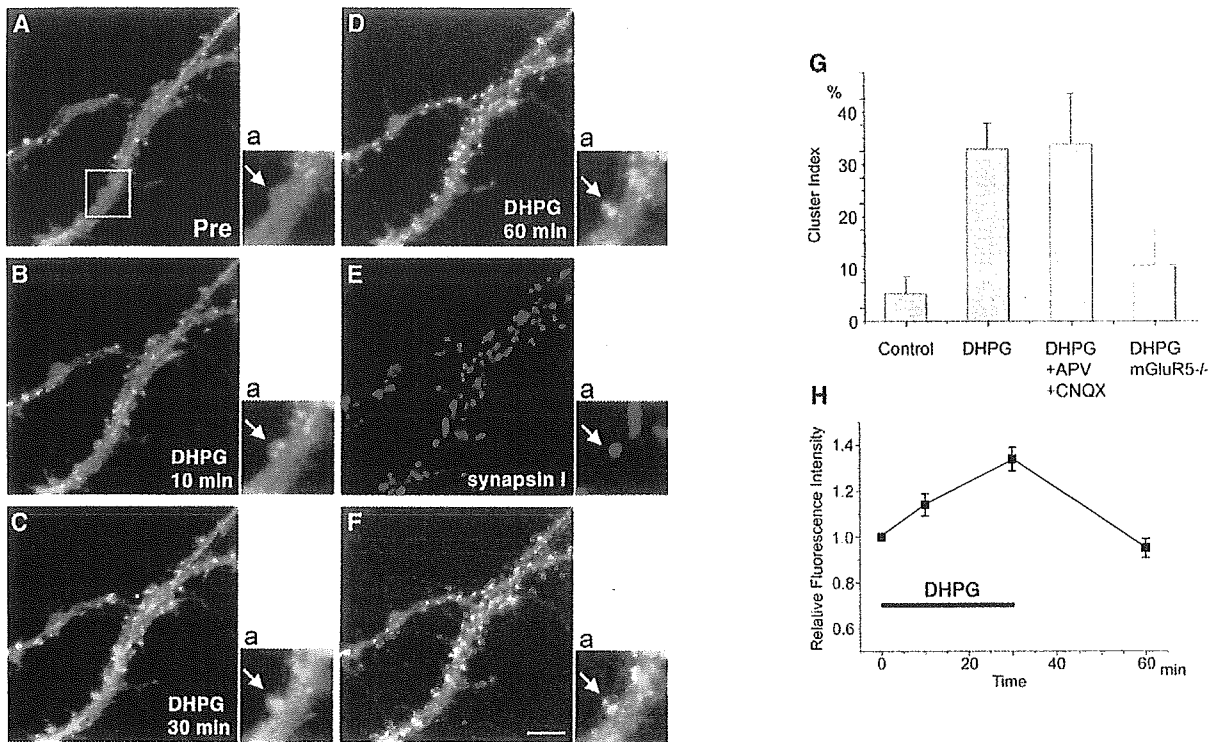 A
a
Pre
B
a
DHPG
10 min
C
a
DHPG
30 min
D
a
DHPG
60 min
E
a
synapsin I
F
a
G
%
Cluster Index
30
30
20
10
0
Control
DHPG
DHPG
+APV
+CNQX
DHPG
mGluR5-/-
H
Relative Fluorescence Intensity
1.4
1.2
1.0
0.8
0.6
DHPG
0
20
40
60 min
Time